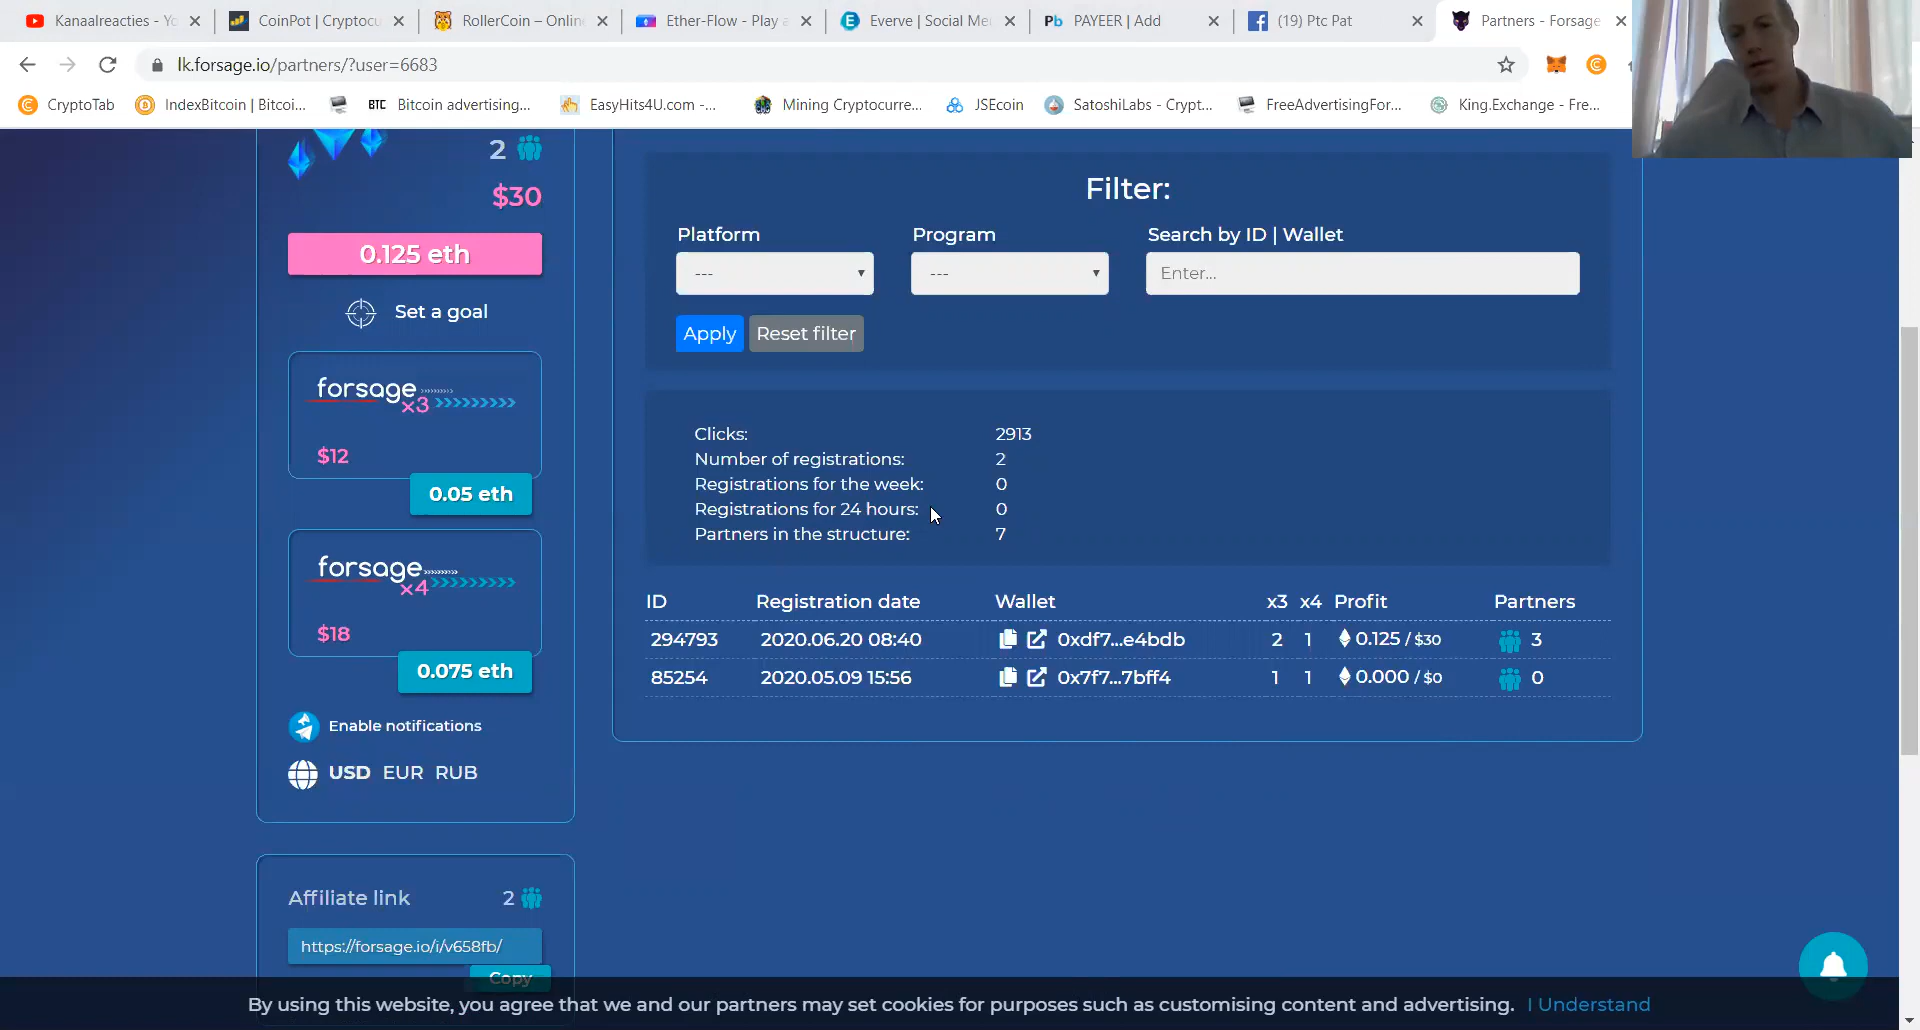 Kanaalreacties - Yo
CoinPot | Cryptocu
RollerCoin – Online
Ether-Flow - Play a
Everve | Social Med
PAYEER | Add
(19) Ptc Pat
Partners - Forsage
lk.forsage.io/partners/?user=6683
CryptoTab
IndexBitcoin | Bitcoi...
BTC Bitcoin advertising...
EasyHits4U.com -...
Mining Cryptocurre...
JSEcoin
SatoshiLabs - Crypt...
FreeAdvertisingFor...
King.Exchange - Fre...
2
$30
0.125 eth
Set a goal
forsage
x3
$12
0.05 eth
forsage
x4
$18
0.075 eth
Enable notifications
USD EUR RUB
Affiliate link 2
https://forsage.io/i/v658fb/
Copy
Filter:
Platform Program Search by ID | Wallet
--- --- Enter...
Apply Reset filter
Clicks: 2913
Number of registrations: 2
Registrations for the week: 0
Registrations for 24 hours: 0
Partners in the structure: 7
ID Registration date Wallet x3 x4 Profit Partners
294793 2020.06.20 08:40 0xdf7...e4bdb 2 1 0.125 / $30 3
85254 2020.05.09 15:56 0x7f7...7bff4 1 1 0.000 / $0 0
By using this website, you agree that we and our partners may set cookies for purposes such as customising content and advertising. I Understand